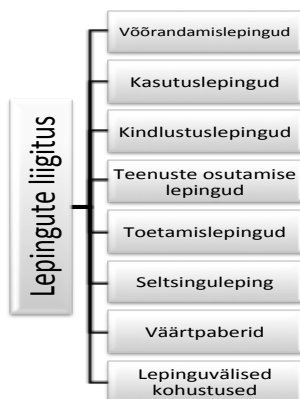 Lepingute liigitus
Võõrandamislepingud
Kasutuslepingud
Kindlustuslepingud
Teenuste osutamise
lepingud
Toetamislepingud
Seltsinguleping
Väärtpaberid
Lepinguvälised
kohustused